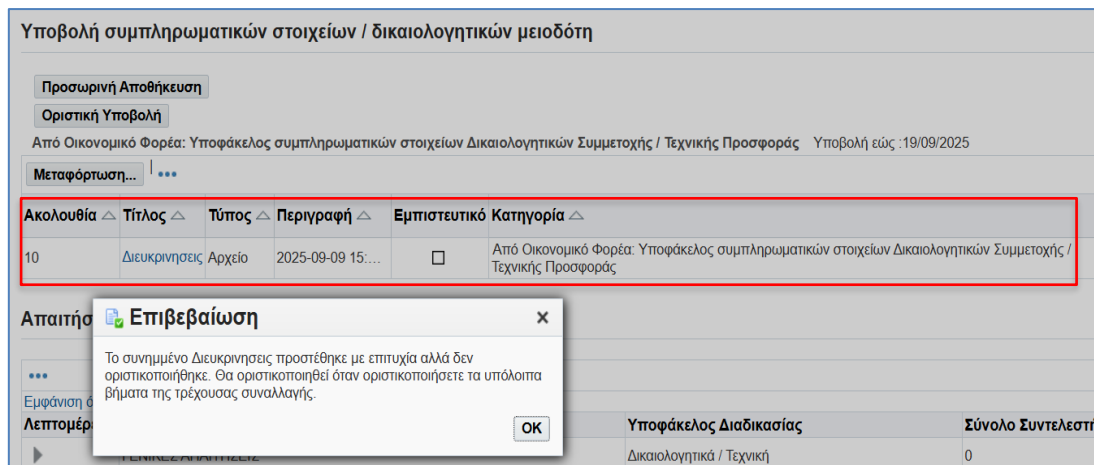 Υποβολή συμπληρωματικών στοιχείων / δικαιολογητικών μειοδότη
Προσωρινή Αποθήκευση
Οριστική Υποβολή
Από Οικονομικό Φορέα: Υποφάκελος συμπληρωματικών στοιχείων Δικαιολογητικών Συμμετοχής / Τεχνικής Προσφοράς Υποβολή εώς :19/09/2025
Μεταφόρτωση...
Ακολουθία Τίτλος Τύπος Περιγραφή Εμπιστευτικό Κατηγορία
10 Διευκρινησεις Αρχείο 2025-09-09 15:... Από Οικονομικό Φορέα: Υποφάκελος συμπληρωματικών στοιχείων Δικαιολογητικών Συμμετοχής /
Τεχνικής Προσφοράς
Απαιτήσ
Επιβεβαίωση
Το συνημμένο Διευκρινησεις προστέθηκε με επιτυχία αλλά δεν
οριστικοποιήθηκε. Θα οριστικοποιηθεί όταν οριστικοποιήσετε τα υπόλοιπα
βήματα της τρέχουσας συναλλαγής.
OK
Εμφάνιση ό
Λεπτομέρε Υποφάκελος Διαδικασίας Σύνολο Συντελεστή
Δικαιολογητικά / Τεχνική 0